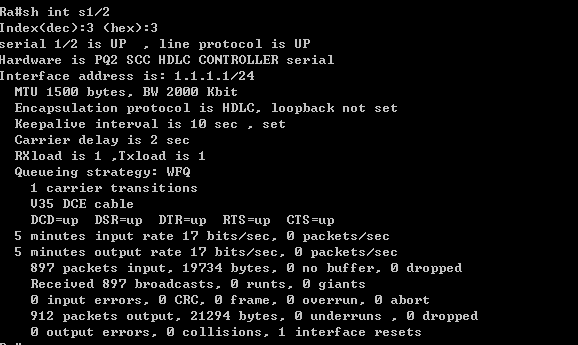 Ra#sh int s1/2
Index(dec):3 (hex):3
serial 1/2 is UP  , line protocol is UP
Hardware is PQ2 SCC HDLC CONTROLLER serial
Interface address is: 1.1.1.1/24
  MTU 1500 bytes, BW 2000 Kbit
  Encapsulation protocol is HDLC, loopback not set
  Keepalive interval is 10 sec , set
  Carrier delay is 2 sec
  RXload is 1 ,Txload is 1
  Queueing strategy: WFQ
    1 carrier transitions
    V35 DCE cable
    DCD=up  DSR=up  DTR=up  RTS=up  CTS=up
  5 minutes input rate 17 bits/sec, 0 packets/sec
  5 minutes output rate 17 bits/sec, 0 packets/sec
    897 packets input, 19734 bytes, 0 no buffer, 0 dropped
    Received 897 broadcasts, 0 runts, 0 giants
    0 input errors, 0 CRC, 0 frame, 0 overrun, 0 abort
    912 packets output, 21294 bytes, 0 underruns , 0 dropped
    0 output errors, 0 collisions, 1 interface resets
Ra#